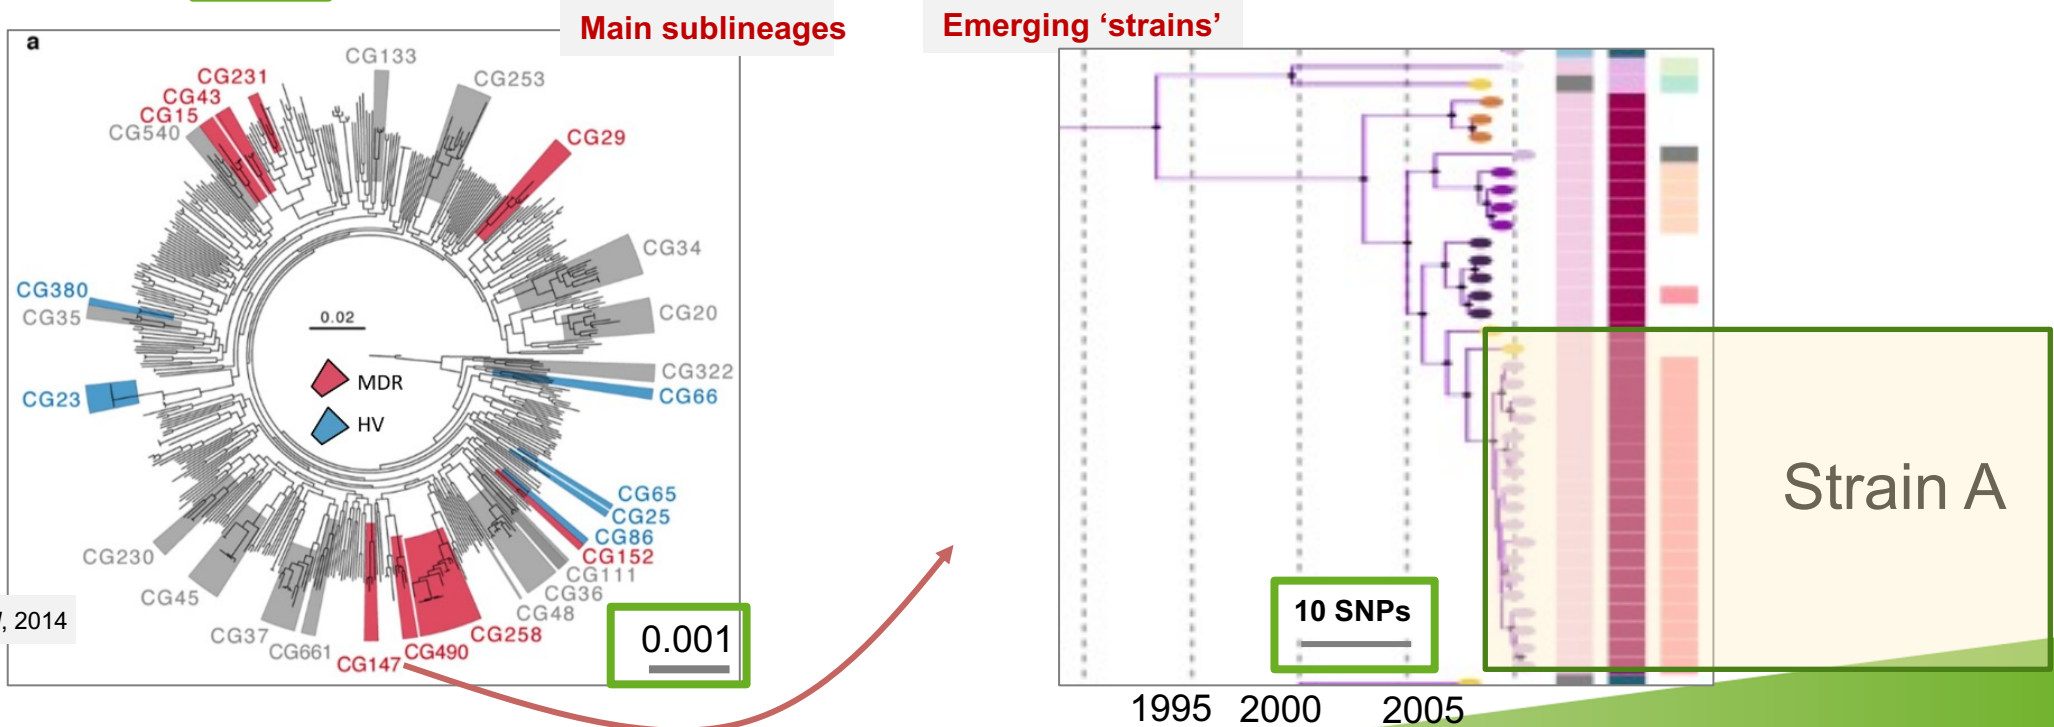 Main sublineages
Emerging ‘strains’
a
CG133
CG253
CG231
CG43
CG15
CG540
CG29
CG34
CG380
CG35
CG20
0.02
CG322
MDR
CG66
CG23
HV
CG65
CG25
CG86
CG152
CG111
CG36
CG48
CG230
CG45
, 2014
CG37
CG661
CG147
CG490
CG258
0.001
Strain A
10 SNPs
1995 2000 2005